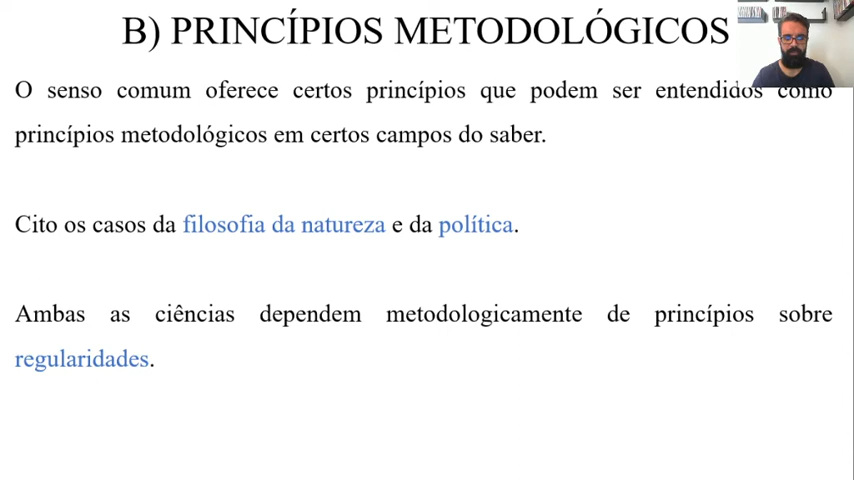 B) PRINCÍPIOS METODOLÓGICOS
O senso comum oferece certos princípios que podem ser entendidos como
princípios metodológicos em certos campos do saber.
Cito os casos da filosofia da natureza e da política.
Ambas as ciências dependem metodologicamente de princípios sobre
regularidades.